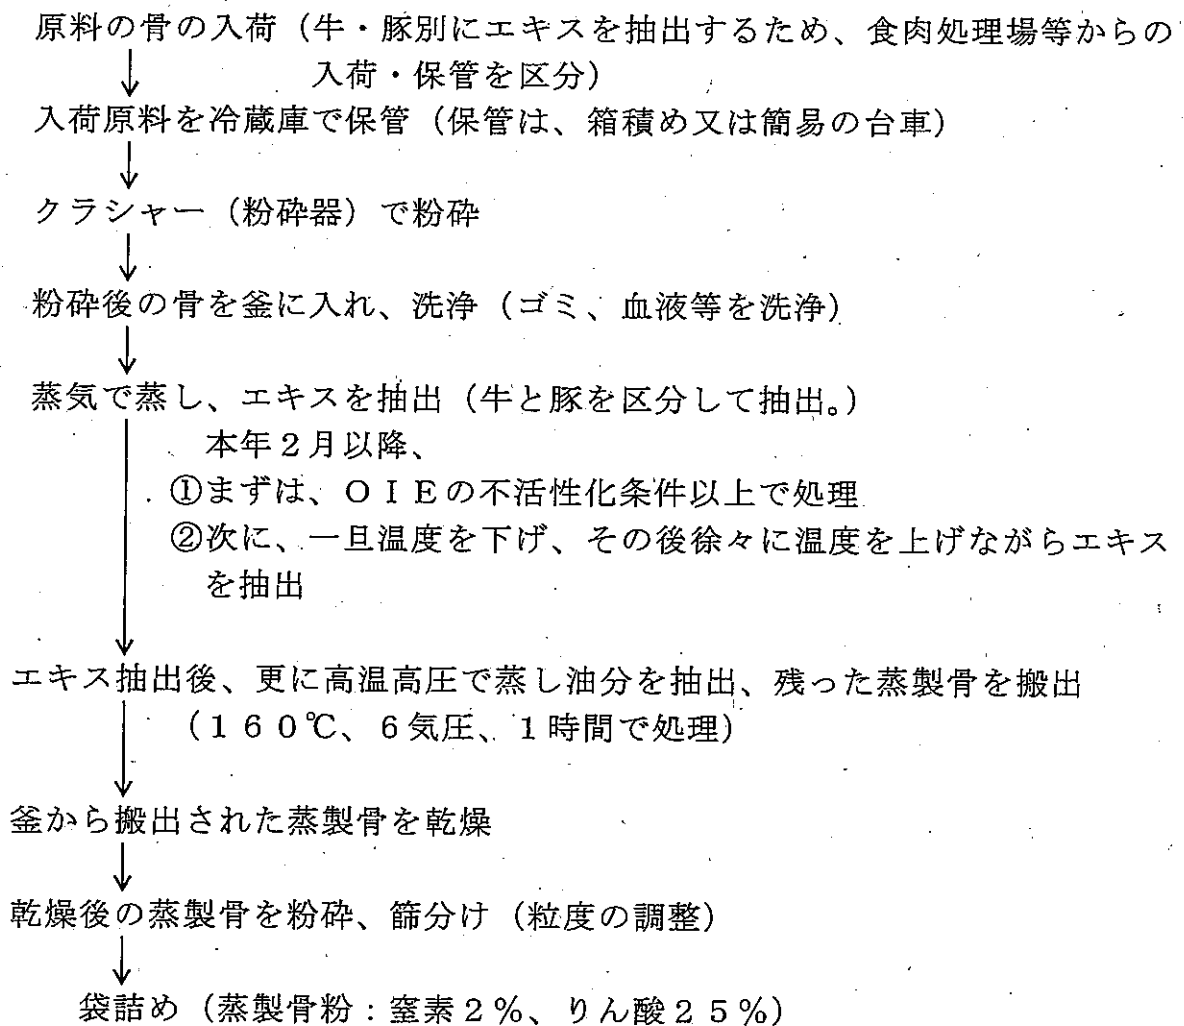 原料の骨の入荷（牛・豚別にエキスを抽出するため、食肉処理場等からの
入荷・保管を区分）
入荷原料を冷蔵庫で保管（保管は、箱積め又は簡易の台車）
クラシャー（粉砕器）で粉砕
粉砕後の骨を釜に入れ、洗浄（ゴミ、血液等を洗浄）
蒸気で蒸し、エキスを抽出（牛と豚を区分して抽出。）
本年２月以降、
①まずは、ＯＩＥの不活性化条件以上で処理
②次に、一旦温度を下げ、その後徐々に温度を上げながらエキス
を抽出
エキス抽出後、更に高温高圧で蒸し油分を抽出、残った蒸製骨を搬出
（１６０℃、６気圧、１時間で処理）
釜から搬出された蒸製骨を乾燥
乾燥後の蒸製骨を粉砕、篩分け（粒度の調整）
袋詰め（蒸製骨粉：窒素２％、りん酸２５％）